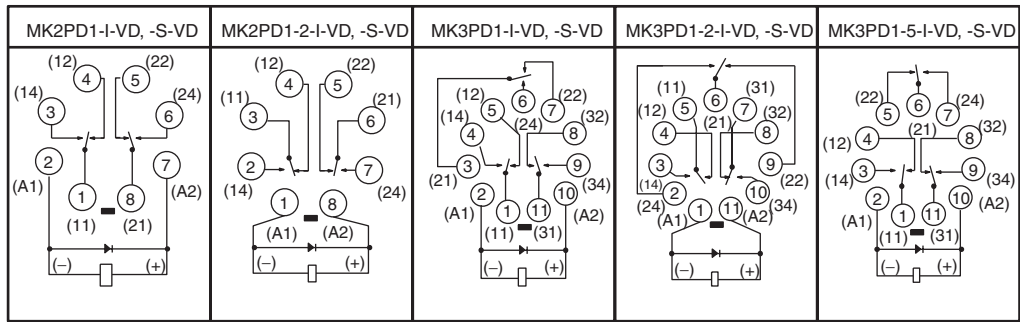 MK2PD1-I-VD, -S-VD
(12) (22)
4 5
(14) (24)
3 6
2 7
(A1) 1 8 (A2)
(11) (21)
(–) (+)
MK2PD1-2-I-VD, -S-VD
(12) (22)
4 5
(11) (21)
3 6
2 7
(14) (24)
1 8
(A1) (A2)
(–) (+)
MK3PD1-I-VD, -S-VD
6
(12) 5 7 (22)
(14) (24) (32)
4 8
3 9
(21) (34)
2 10
(A1) 1 11 (A2)
(11) (31)
(–) (+)
MK3PD1-2-I-VD, -S-VD
(11) (31)
6
5 7
(12) (21) (32)
4 8
3 9
(14) (22)
2 10
(24) (34)
(A1) 1 11 (A2)
(–) (+)
MK3PD1-5-I-VD, -S-VD
(22) 6 (24)
5 7
(12) (21) (32)
4 8
3 9
(14) (34)
2 10
(A1) 1 11 (A2)
(11) (31)
(–) (+)